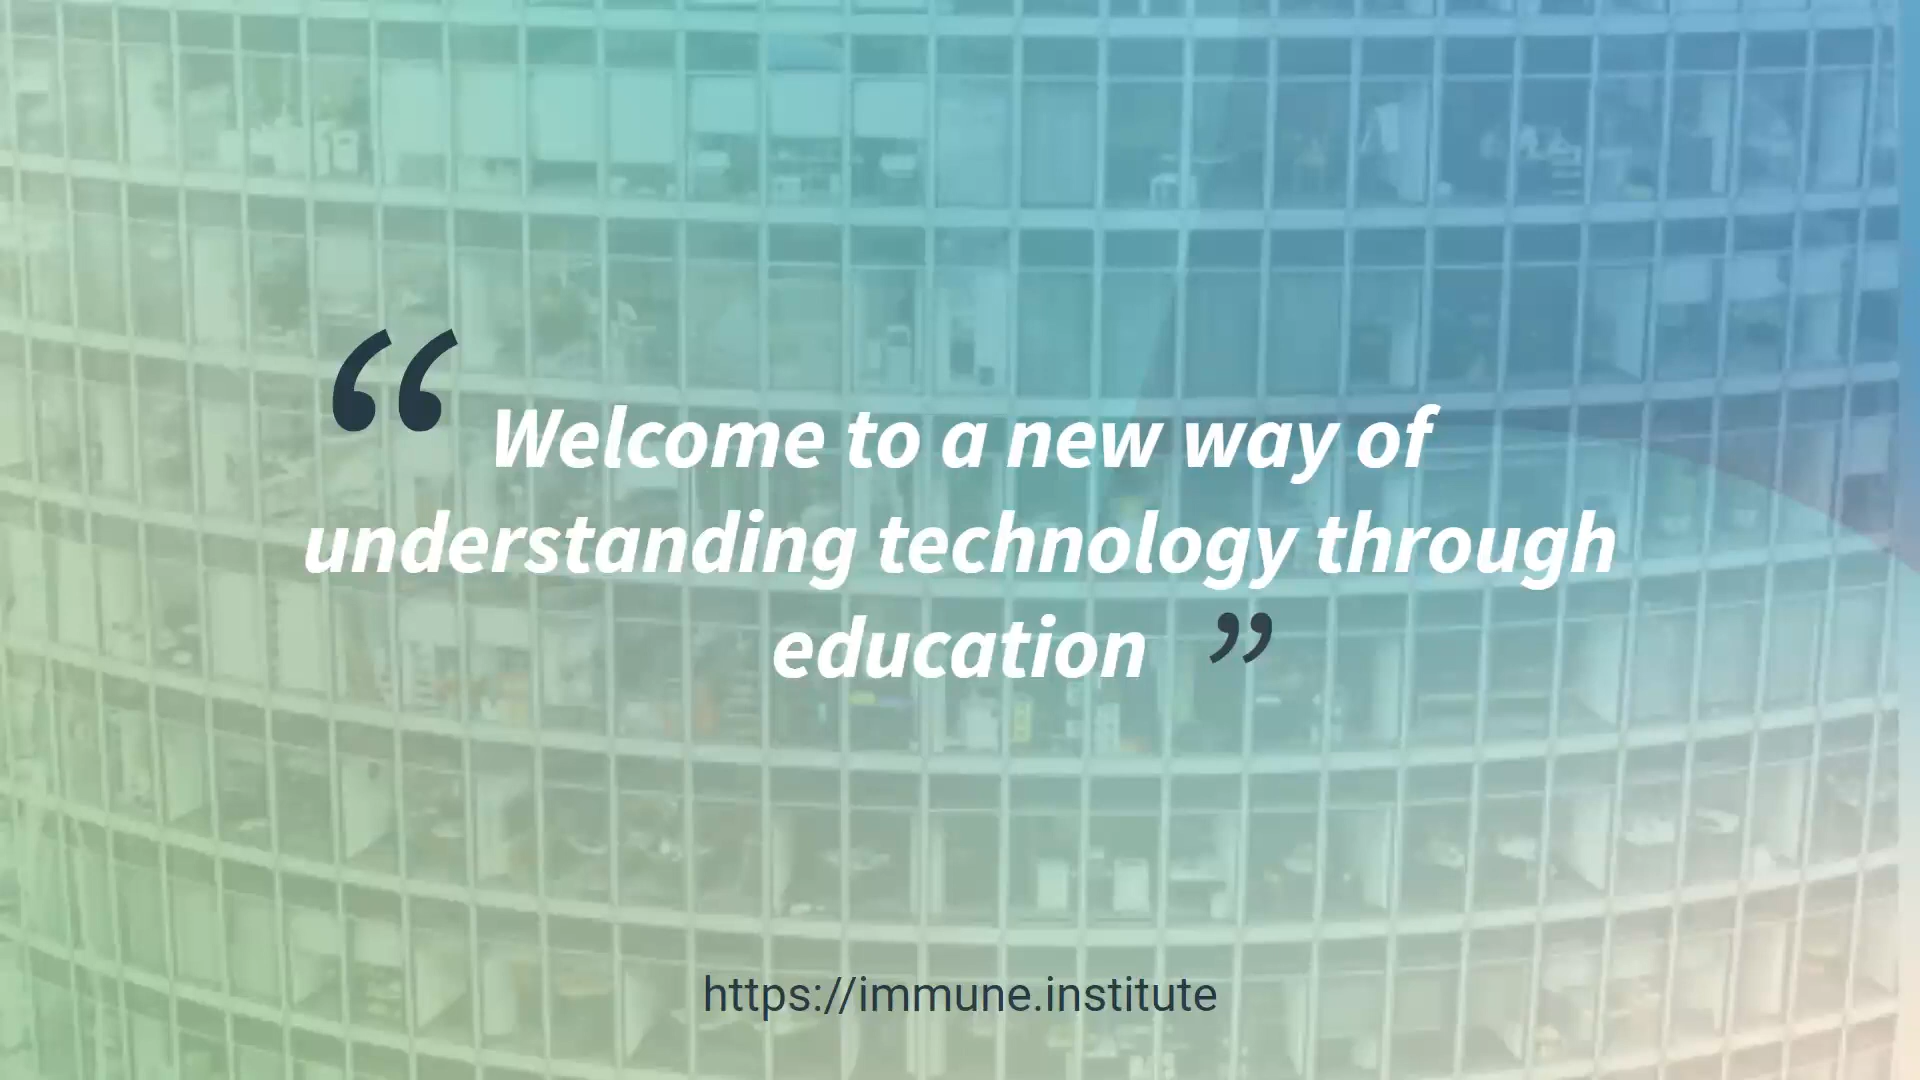 “ Welcome to a new way of
understanding technology through
education ”
https://immune.institute